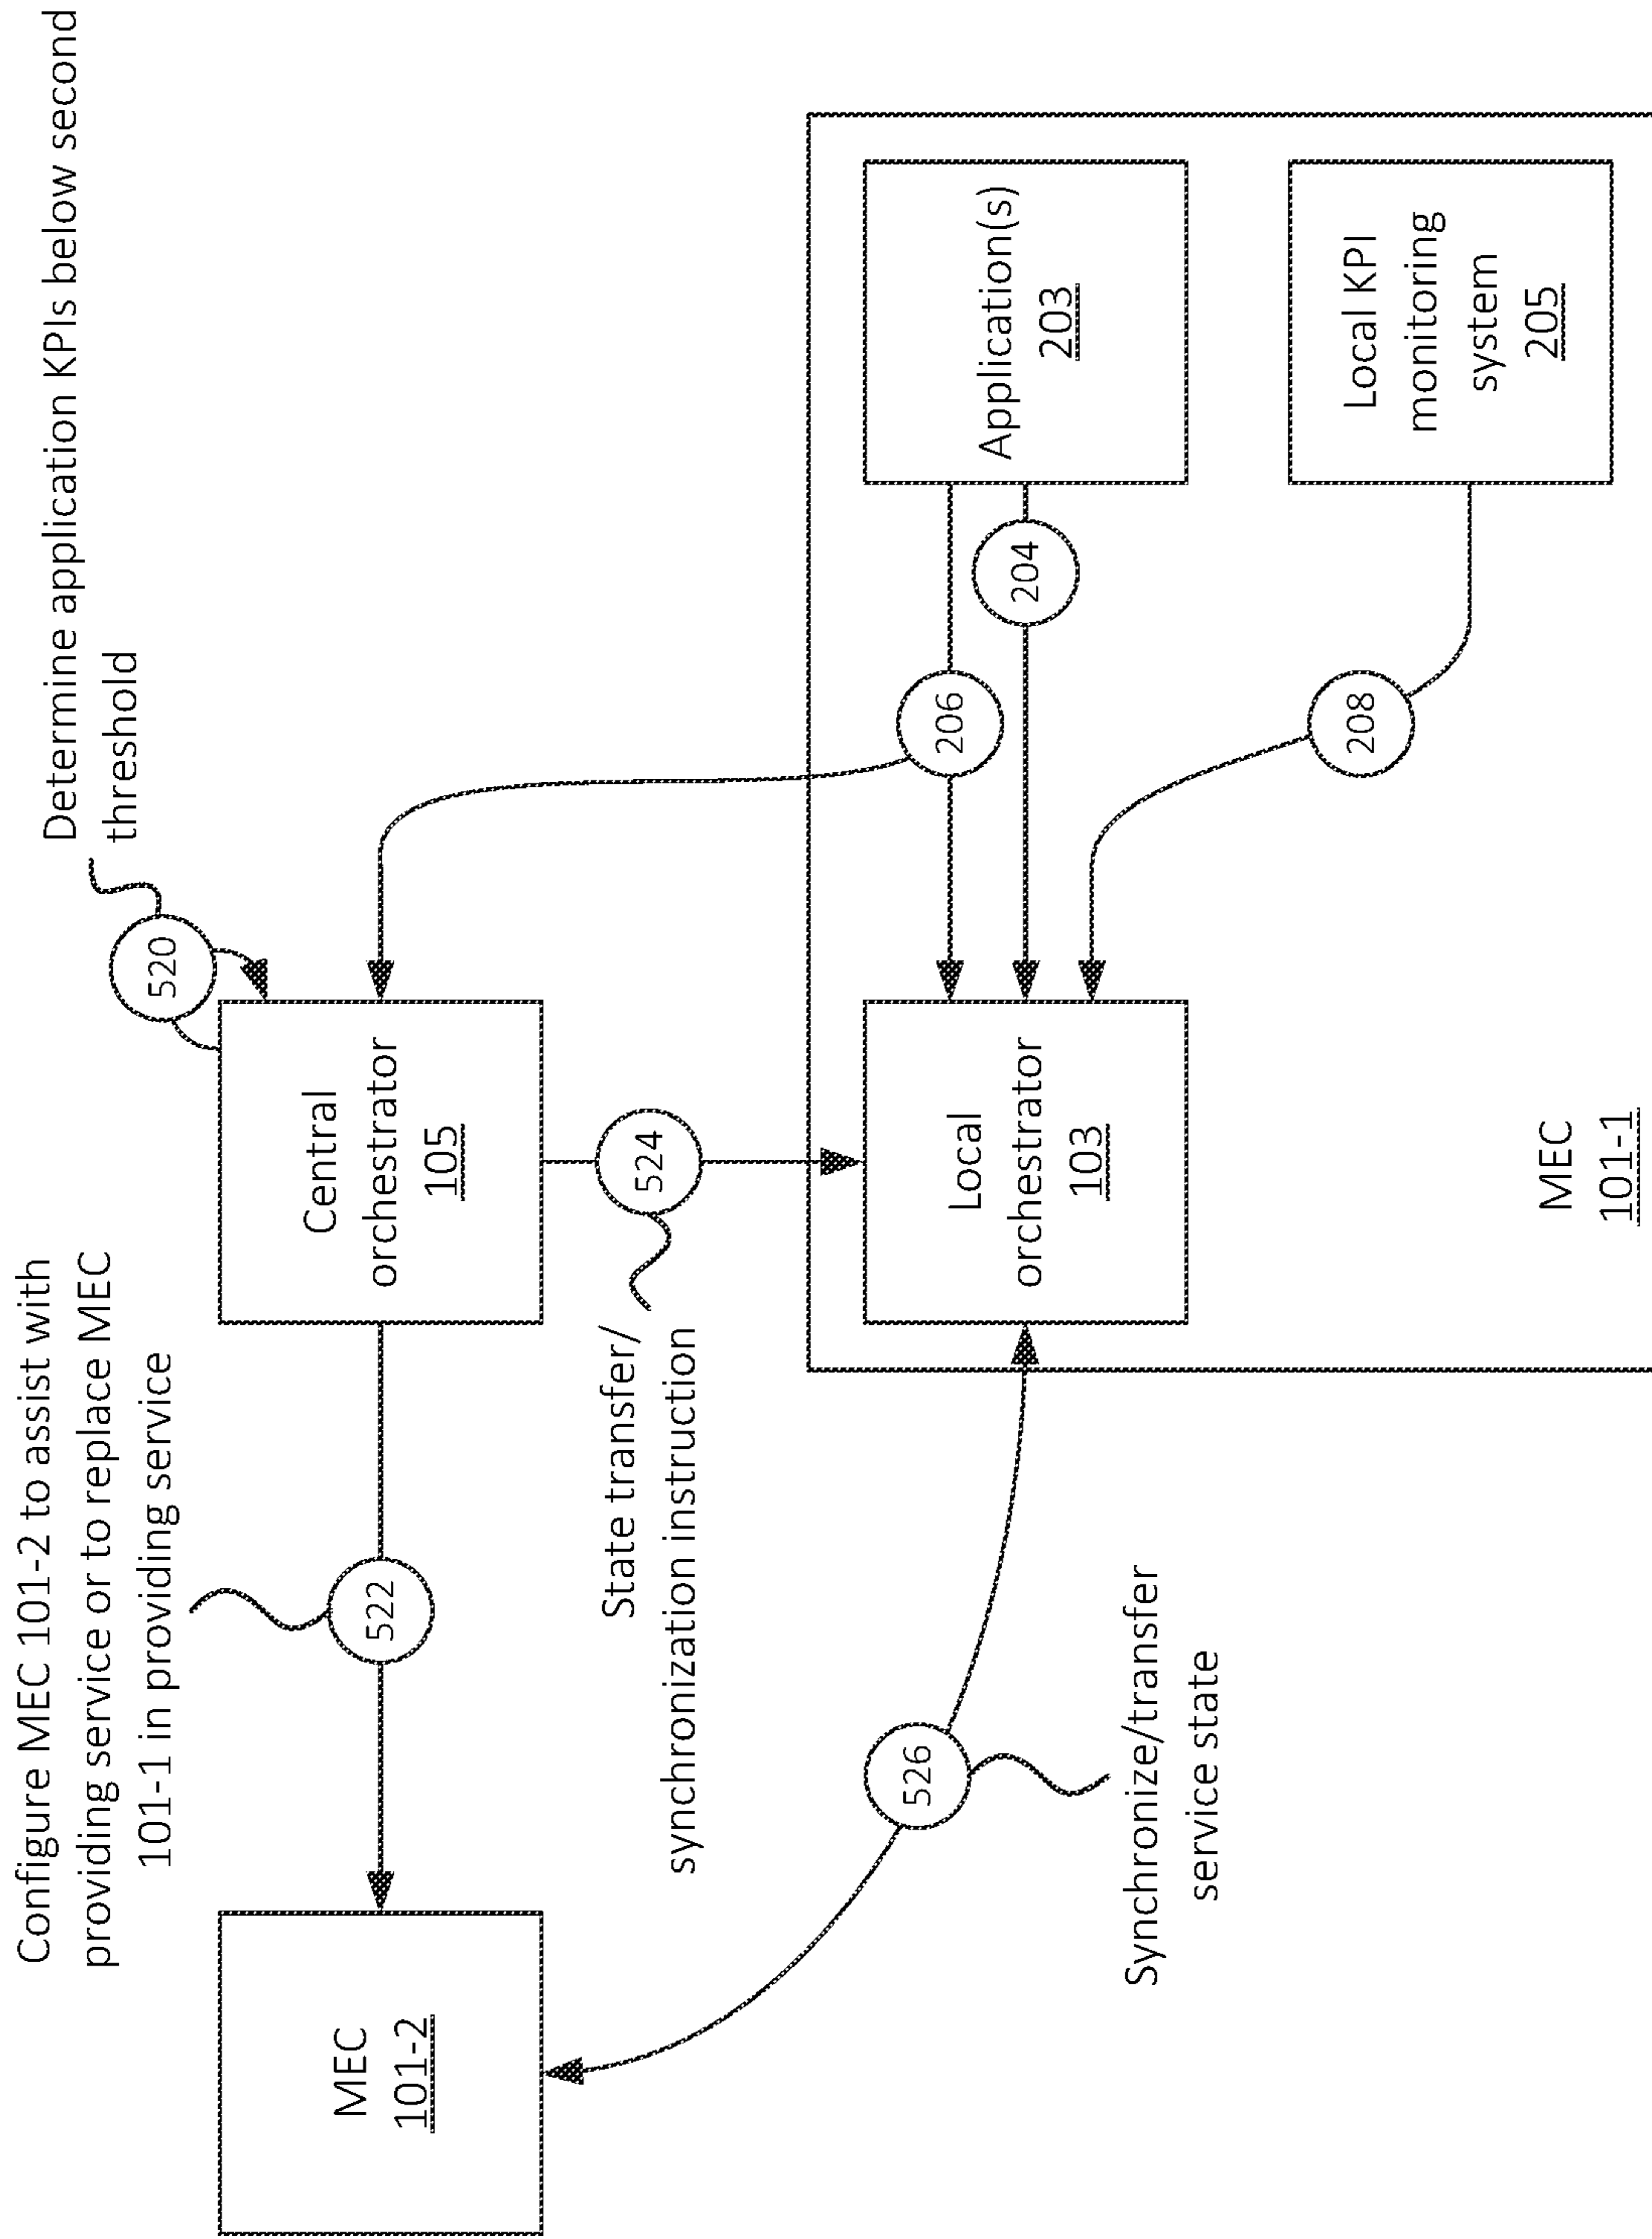 Configure MEC 101-2 to assist with
providing service or to replace MEC
101-1 in providing service
Determine application KPIs below second
threshold
520
MEC
101-2
522
Central
orchestrator
105
524
State transfer/
synchronization instruction
206
204
208
Application(s)
203
Local
orchestrator
103
526
Synchronize/transfer
service state
Local KPI
monitoring
system
205
MEC
101-1